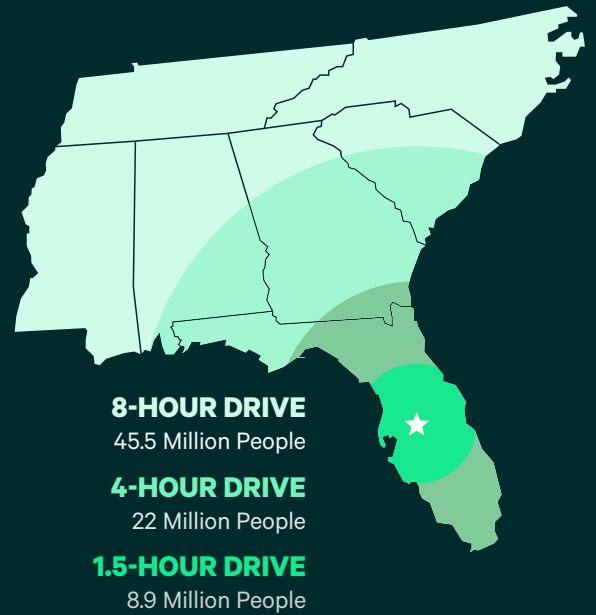 8-HOUR DRIVE
45.5 Million People
4-HOUR DRIVE
22 Million People
1.5-HOUR DRIVE
8.9 Million People